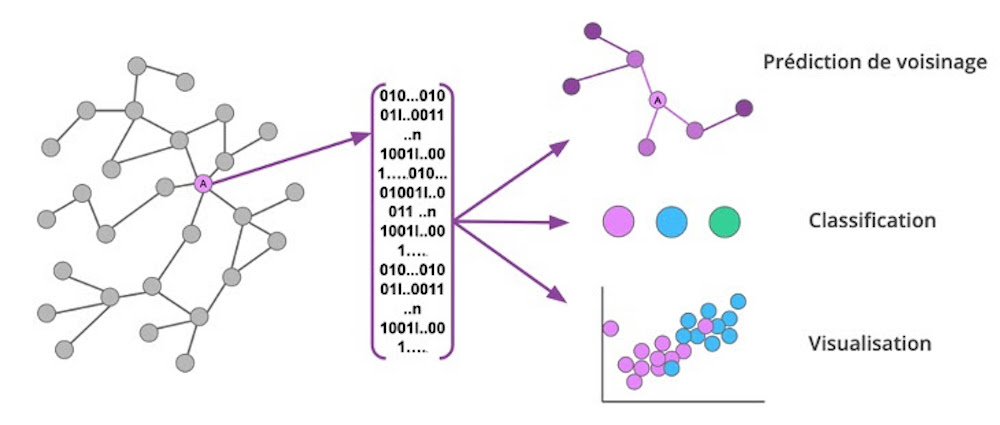 A
010...010
01l..0011
..n
1001l..00
1.....010...
01001l..0
011 ..n
1001l..00
1....
010...010
01l..0011
..n
1001l..00
1....
A
Prédiction de voisinage
Classification
Visualisation